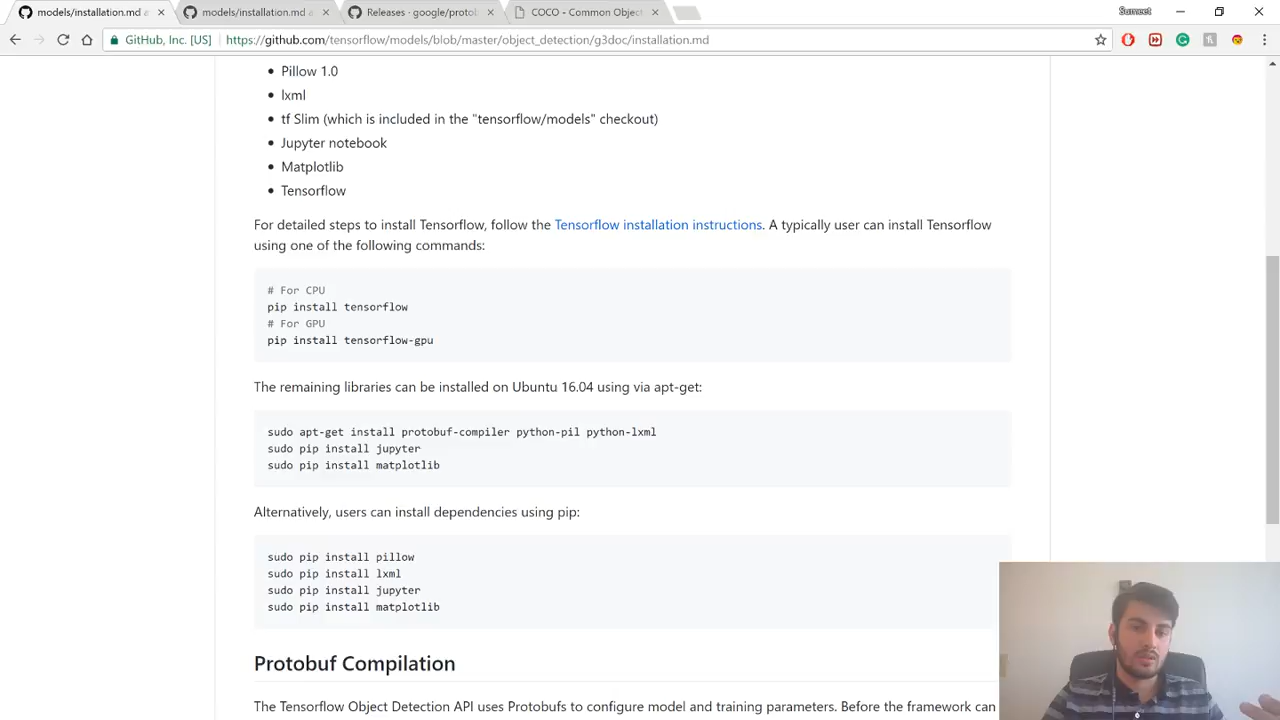 models/installation.md a
models/installation.md a
Releases · google/protol
COCO - Common Object
Sumeet
GitHub, Inc. [US]
https://github.com/tensorflow/models/blob/master/object_detection/g3doc/installation.md
Pillow 1.0
lxml
tf Slim (which is included in the "tensorflow/models" checkout)
Jupyter notebook
Matplotlib
Tensorflow
For detailed steps to install Tensorflow, follow the Tensorflow installation instructions. A typically user can install Tensorflow
using one of the following commands:
# For CPU
pip install tensorflow
# For GPU
pip install tensorflow-gpu
The remaining libraries can be installed on Ubuntu 16.04 using via apt-get:
sudo apt-get install protobuf-compiler python-pil python-lxml
sudo pip install jupyter
sudo pip install matplotlib
Alternatively, users can install dependencies using pip:
sudo pip install pillow
sudo pip install lxml
sudo pip install jupyter
sudo pip install matplotlib
Protobuf Compilation
The Tensorflow Object Detection API uses Protobufs to configure model and training parameters. Before the framework can